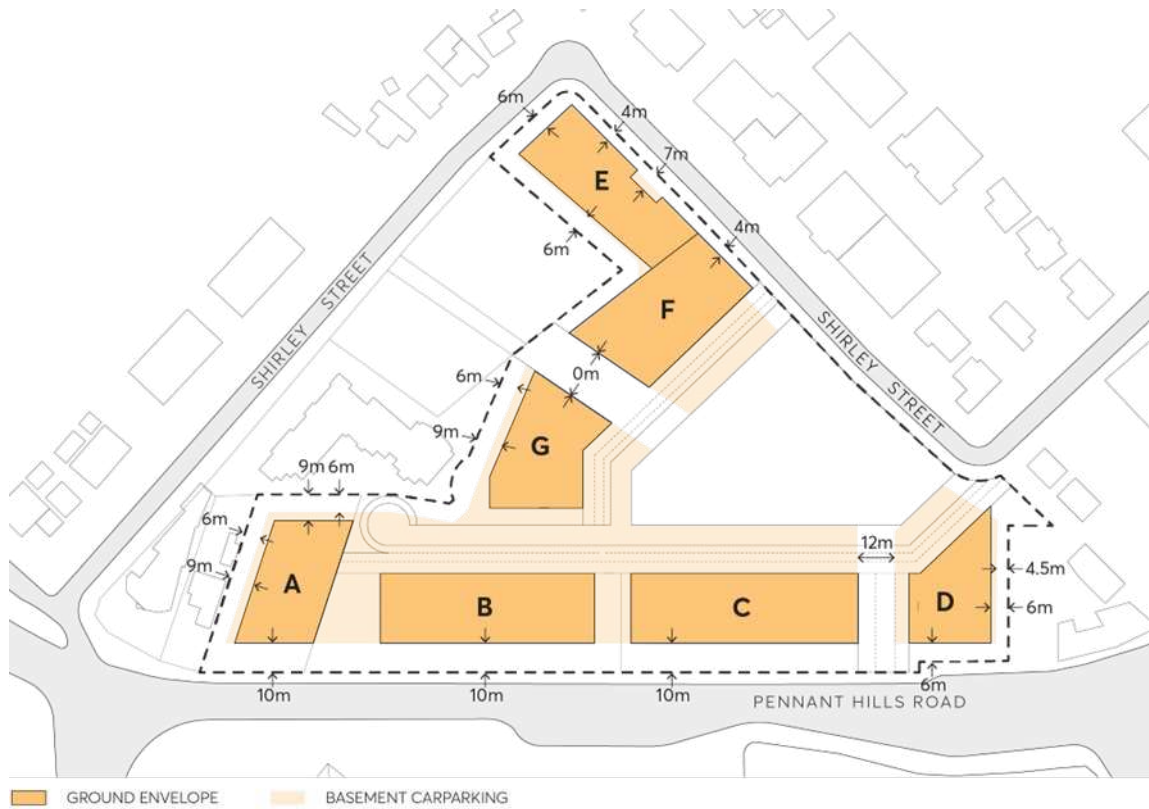 6m
4m
7m
E
4m
6m
F
SHIRLEY STREET
SHIRLEY STREET
0m
6m
9m
G
9m 6m
6m
12m
9m
4.5m
A
B
C
D
6m
10m
10m
10m
6m
PENNANT HILLS ROAD
GROUND ENVELOPE
BASEMENT CARPARKING